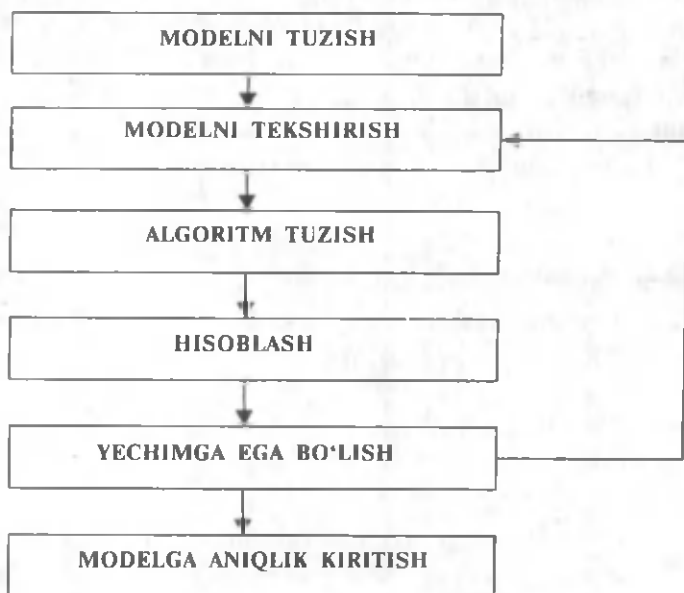 MODELNI TUZISH
MODELNI TEKSHIRISH
ALGORITM TUZISH
HISOBLASH
YECHIMGA EGA BO‘LISH
MODELGA ANIQLIK KIRITISH